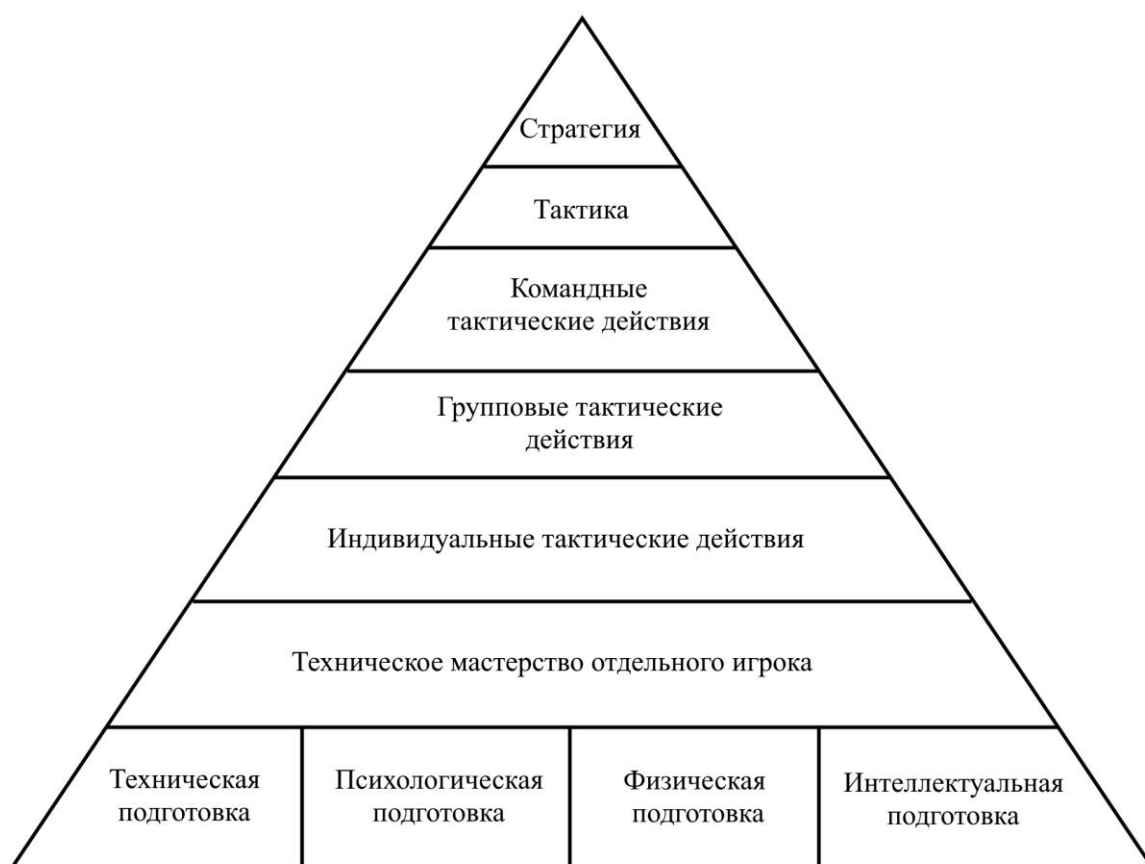 Стратегия
Тактика
Командные
тактические действия
Групповые тактические
действия
Индивидуальные тактические действия
Техническое мастерство отдельного игрока
Техническая
подготовка
Психологическая
подготовка
Физическая
подготовка
Интеллектуальная
подготовка